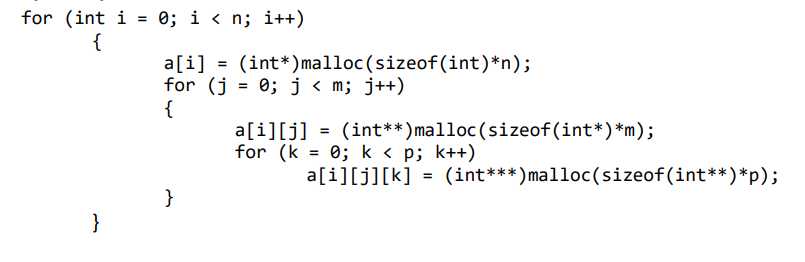 for (int i = 0; i < n; i++)
{
a[i] = (int*)malloc(sizeof(int)*n);
for (j = 0; j < m; j++)
{
a[i][j] = (int**)malloc(sizeof(int*)*m);
for (k = 0; k < p; k++)
a[i][j][k] = (int***)malloc(sizeof(int**)*p);
}
}